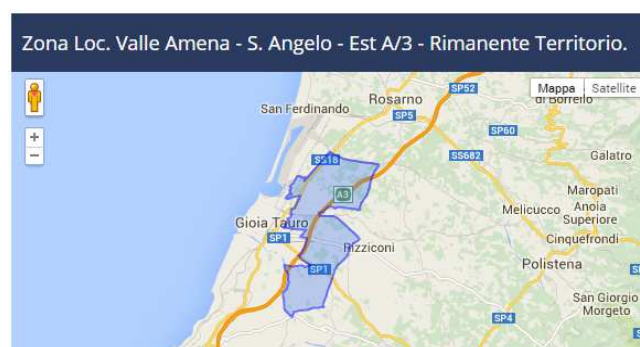 Zona Loc. Valle Amena - S. Angelo - Est A/3 - Rimanente Territorio.
Mappa Satellite
SP52
Rosarno
di Borrello
San Ferdinando
SP5
SP60
SS18
SS682
Galatro
A3
Maropati
Melicucco
Anoia
Superiore
Gioia Tauro
SP1
Cinquefrondi
Rizziconi
Polistena
SP1
San Giorgio
Morgeto
SP4